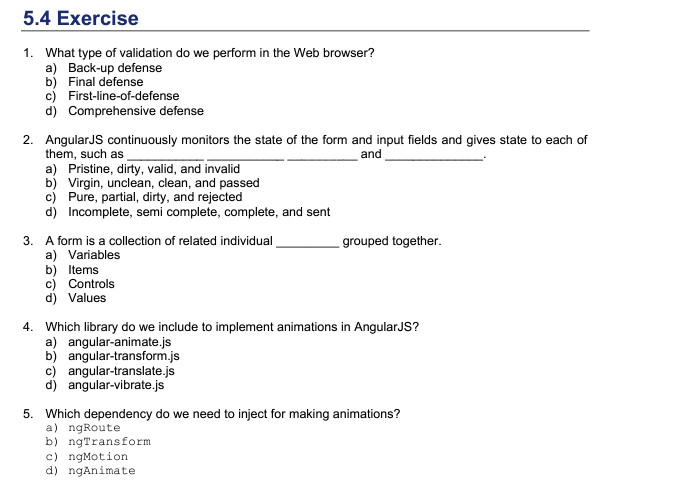 5.4 Exercise
1. What type of validation do we perform in the Web browser?
a) Back-up defense
b) Final defense
c) First-line-of-defense
d) Comprehensive defense
2. AngularJS continuously monitors the state of the form and input fields and gives state to each of
them, such as ___________ ___________ __________ and ______________.
a) Pristine, dirty, valid, and invalid
b) Virgin, unclean, clean, and passed
c) Pure, partial, dirty, and rejected
d) Incomplete, semi complete, complete, and sent
3. A form is a collection of related individual _________ grouped together.
a) Variables
b) Items
c) Controls
d) Values
4. Which library do we include to implement animations in AngularJS?
a) angular-animate.js
b) angular-transform.js
c) angular-translate.js
d) angular-vibrate.js
5. Which dependency do we need to inject for making animations?
a) ngRoute
b) ngTransform
c) ngMotion
d) ngAnimate